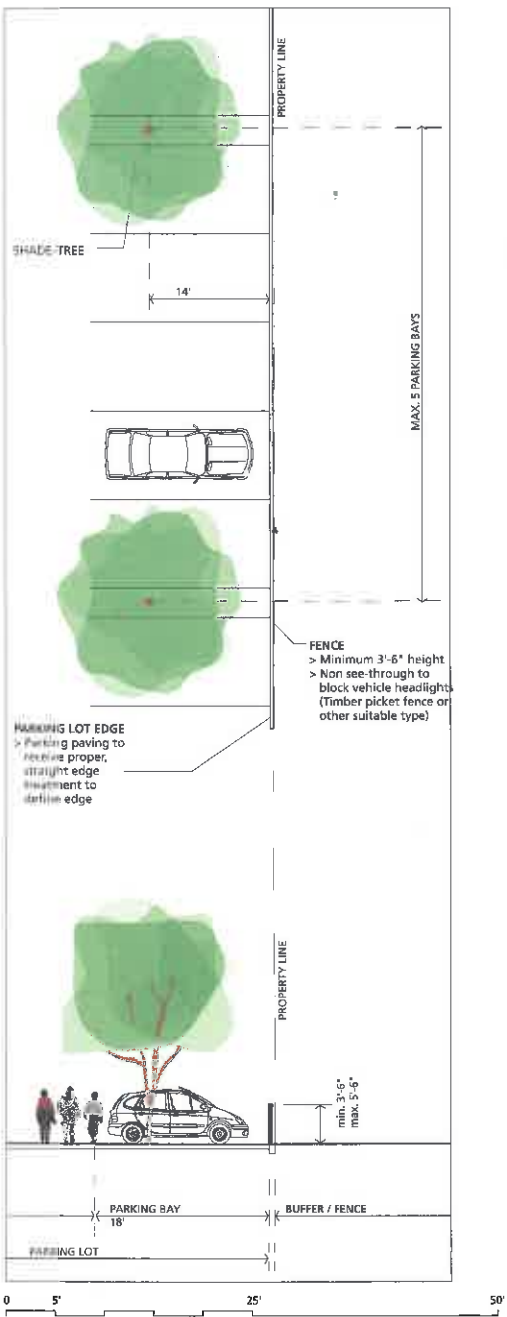 PROPERTY LINE
SHADE-TREE
14'
MAX. 5 PARKING BAYS
FENCE
> Minimum 3'-6" height
> Non see-through to
block vehicle headlights
(Timber picket fence or
other suitable type)
PARKING LOT EDGE
> Parking paving to
receive proper,
straight edge
treatment to
define edge
PROPERTY LINE
min. 3'-6"
max. 5'-6"
PARKING BAY
18'
BUFFER / FENCE
PARKING LOT
0 5' 25' 50'